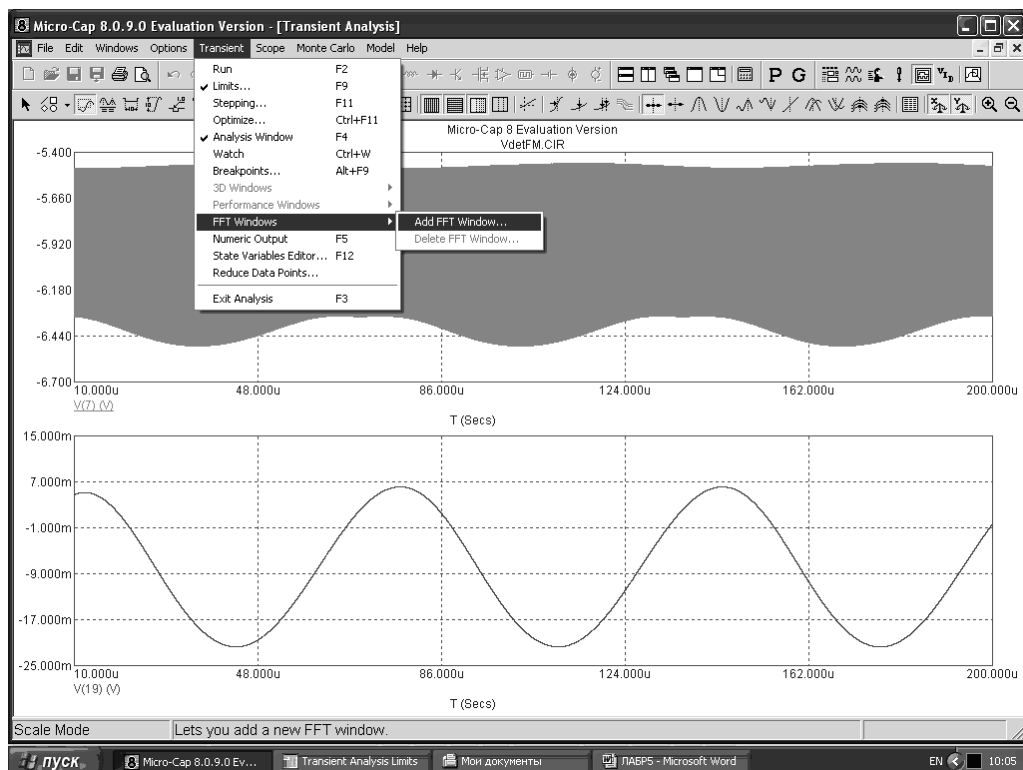 Micro-Cap 8.0.9.0 Evaluation Version - [Transient Analysis]
File Edit Windows Options Transient Scope Monte Carlo Model Help
Run F2
Limits... F9
Stepping... F11
Optimize... Ctrl+F11
Analysis Window F4
Watch Ctrl+W
Breakpoints... Alt+F9
3D Windows
Performance Windows
FFT Windows
Add FFT Window...
Numeric Output F5
Delete FFT Window...
State Variables Editor... F12
Reduce Data Points...
Exit Analysis F3
P G
Micro-Cap 8 Evaluation Version
VdetFM.CIR
-5.400
-5.660
-5.920
-6.180
-6.440
-6.700
10.000u 48.000u 86.000u 124.000u 162.000u 200.000u
V(7) (V)
T (Secs)
15.000m
7.000m
-1.000m
-9.000m
-17.000m
-25.000m
10.000u 48.000u 86.000u 124.000u 162.000u 200.000u
V(19) (V)
T (Secs)
Scale Mode Lets you add a new FFT window.
пуск Micro-Cap 8.0.9.0 Ev... Transient Analysis Limits Мои документы ЛАБР5 - Microsoft Word EN 10:05